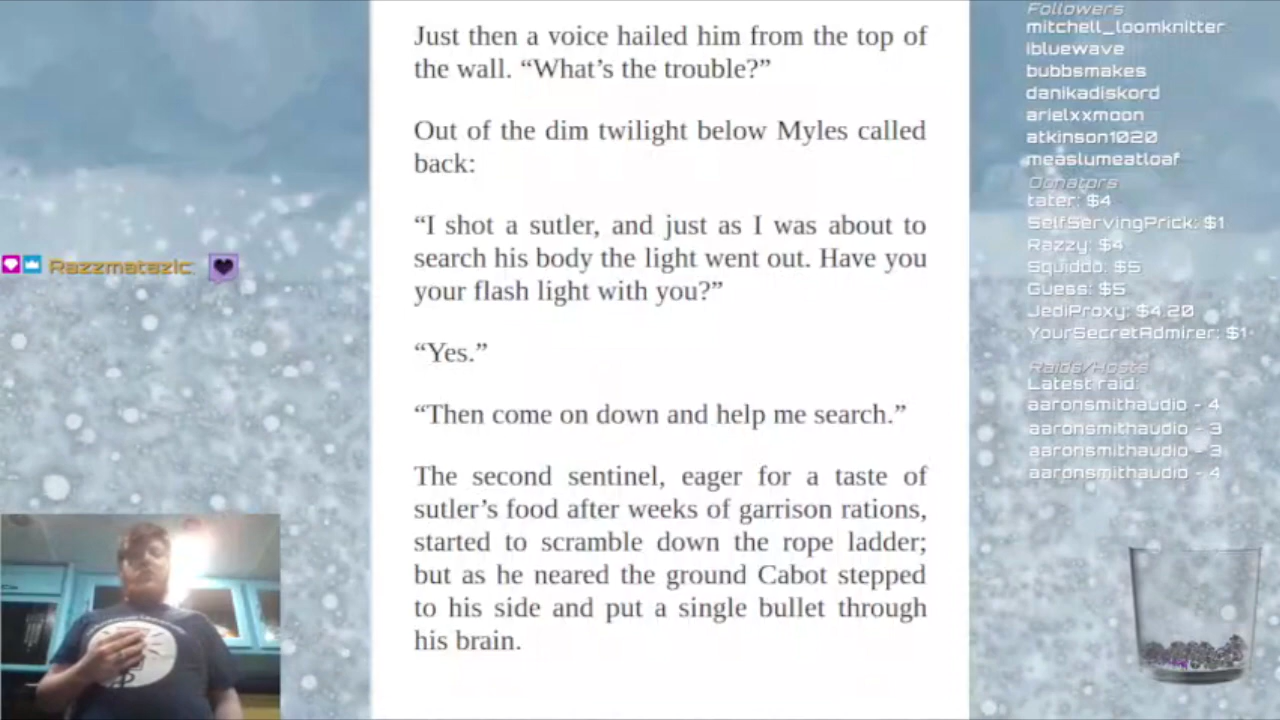 Just then a voice hailed him from the top of
the wall. “What’s the trouble?”
Out of the dim twilight below Myles called
back:
“I shot a sutler, and just as I was about to
search his body the light went out. Have you
your flash light with you?”
“Yes.”
“Then come on down and help me search.”
The second sentinel, eager for a taste of
sutler’s food after weeks of garrison rations,
started to scramble down the rope ladder;
but as he neared the ground Cabot stepped
to his side and put a single bullet through
his brain.
Razzmatazic:
Followers
mitchell_loomknitter
lbluewave
bubbsmakes
danikadiskord
arielxxmoon
atkinson1020
measlumeatloaf
Donators
tater: $4
SelfServingPrick: $1
Razzy: $4
Squiddo: $5
Guess: $5
JediProxy: $4.20
YourSecretAdmirer: $1
Raids/Hosts
Latest raid:
aaronsmithaudio - 4
aaronsmithaudio - 3
aaronsmithaudio - 3
aaronsmithaudio - 4